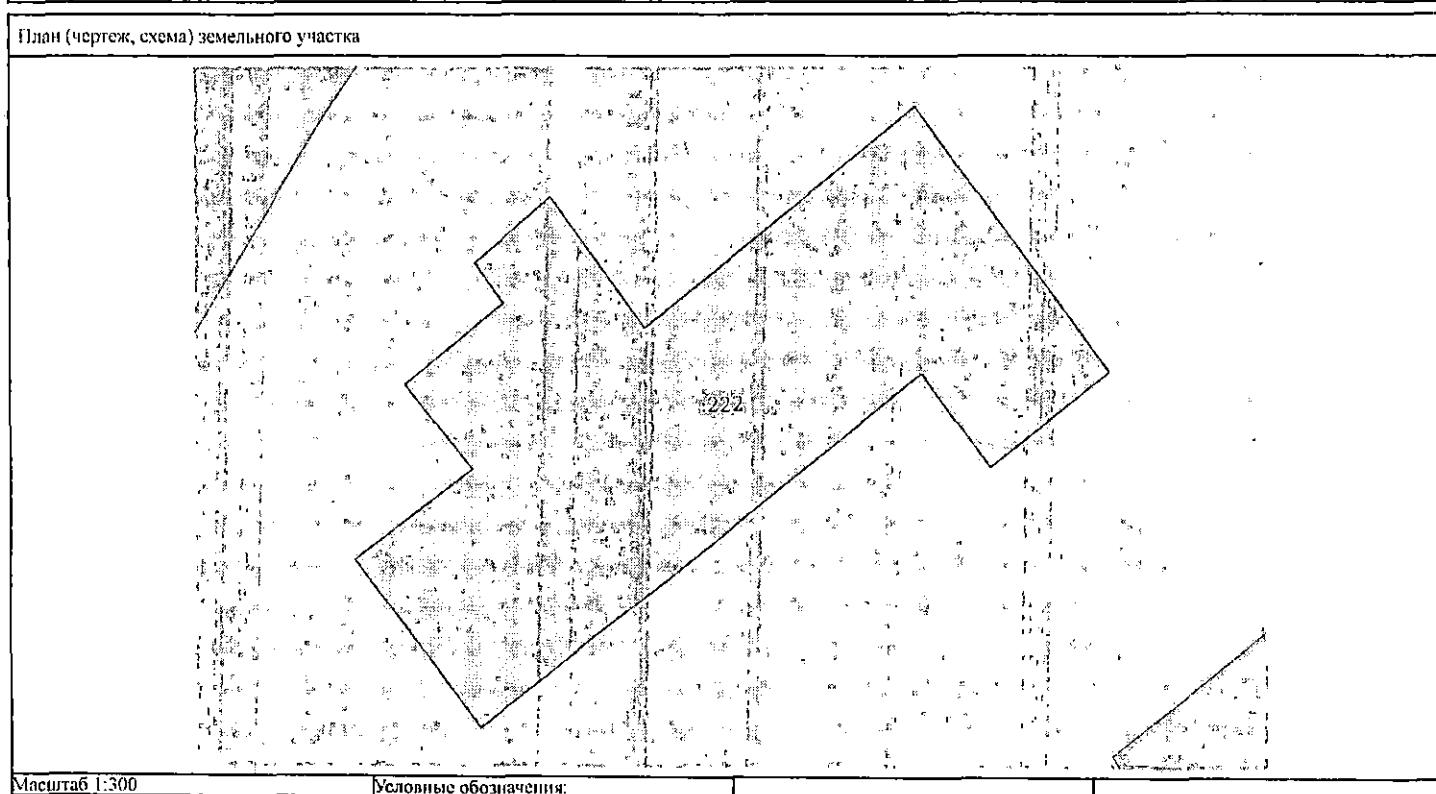 План (чертеж, схема) земельного участка
:222
Масштаб 1:300
Условные обозначения: